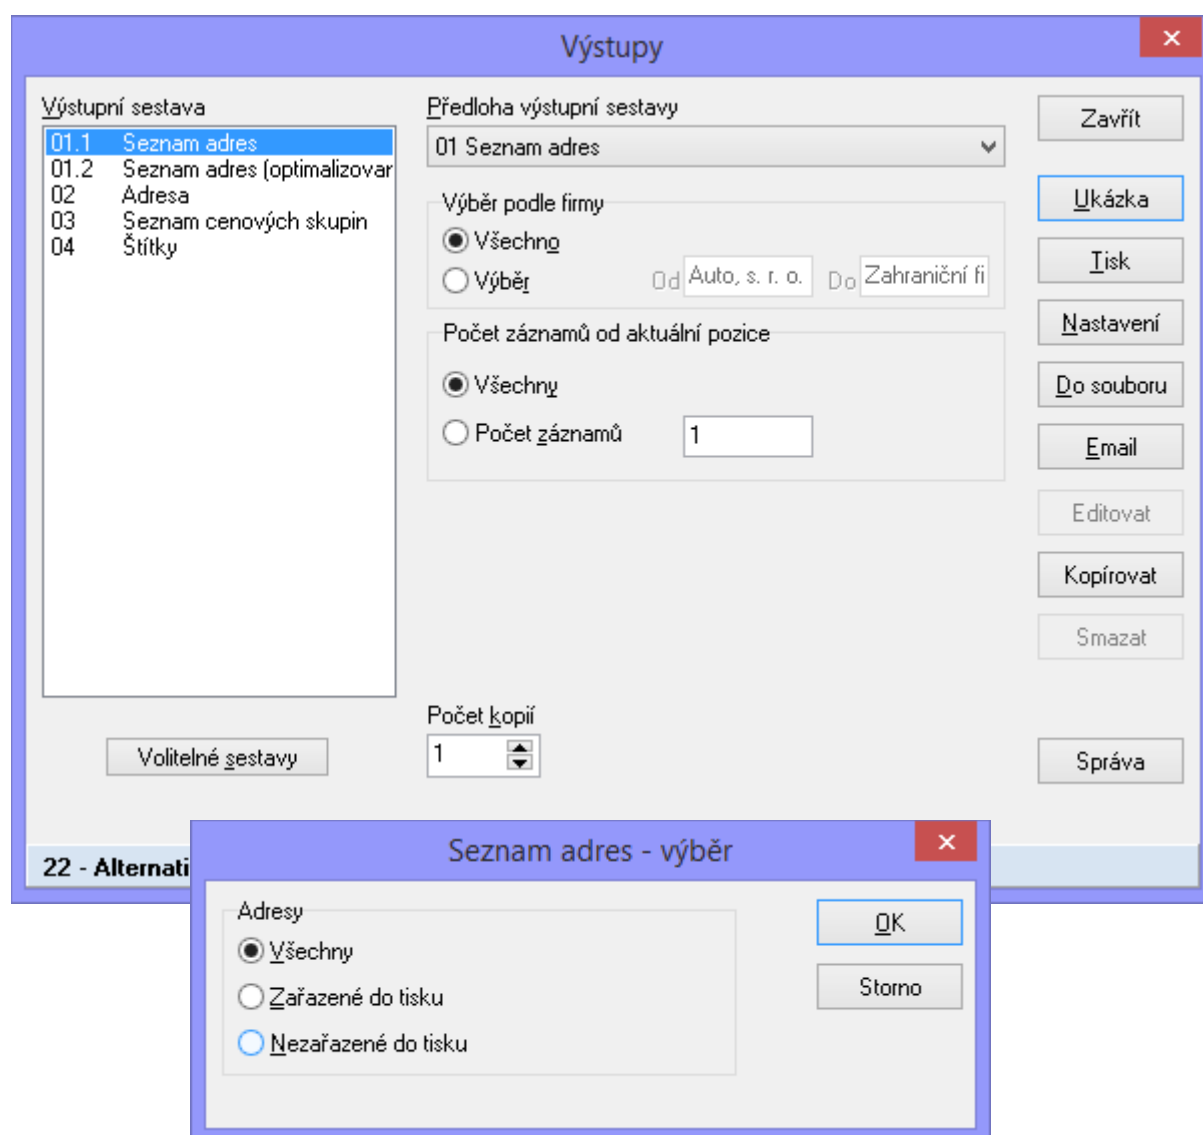 Výstupy
Výstupní sestava
01.1 Seznam adres
01.2 Seznam adres (optimalizovar
02 Adresa
03 Seznam cenových skupin
04 Štítky
Volitelné sestavy
Předloha výstupní sestavy
01 Seznam adres
Výběr podle firmy
Všechno
Výběr Od Auto, s. r. o. Do Zahraniční fi
Počet záznamů od aktuální pozice
Všechny
Počet záznamů 1
Počet kopií
1
Zavřít
Ukázka
Tisk
Nastavení
Do souboru
Email
Editovat
Kopírovat
Smazat
Správa
22 - Alternati
Seznam adres - výběr
Adresy
Všechny
Zařazené do tisku
Nezařazené do tisku
OK
Storno